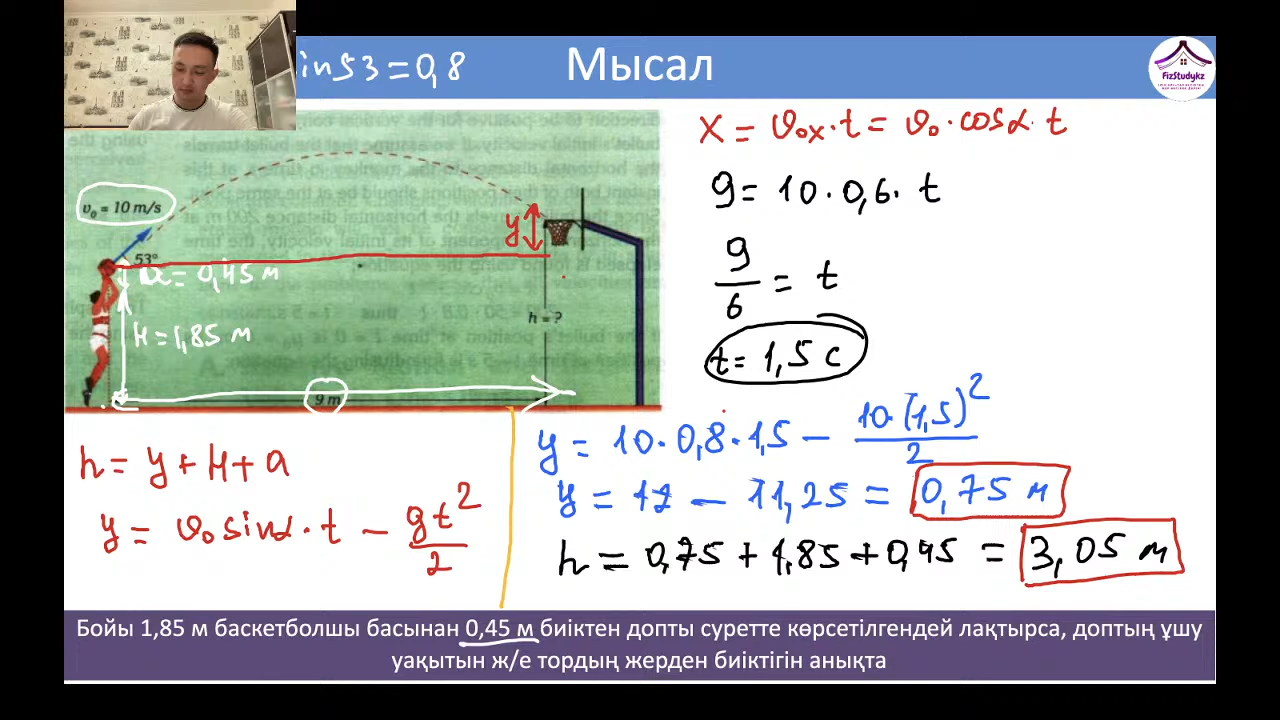 in53=0,8
Мысал
FizStudykz
x = v₀ₓ·t = v₀·cosα·t
9 = 10·0,6·t
9/6 = t
t = 1,5 c
v₀ = 10 m/s
53°
a = 0,45 м
H = 1,85 м
y
h = ?
9 m
h = y + H + a
y = v₀sinα·t − gt²/2
y = 10·0,8·1,5 − 10·(1,5)²/2
y = 12 − 11,25 = 0,75 м
h = 0,75 + 1,85 + 0,45 = 3,05 м
Бойы 1,85 м баскетболшы басынан 0,45 м биіктен допты суретте көрсетілгендей лақтырса, доптың ұшу
уақытын ж/е тордың жерден биіктігін анықта